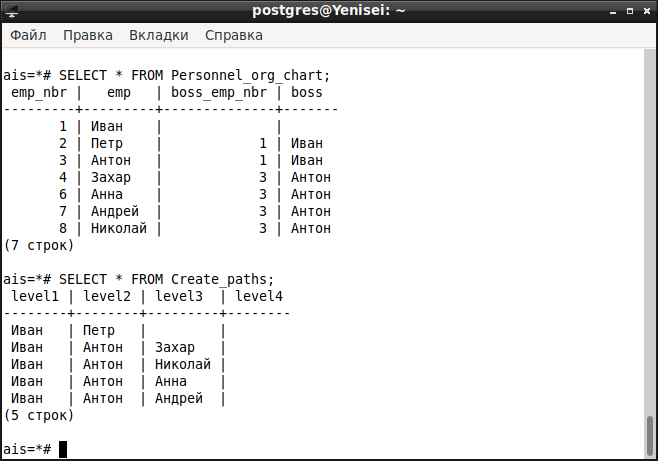 postgres@Yenisei: ~
Файл Правка Вкладки Справка
ais=*# SELECT * FROM Personnel_org_chart;
 emp_nbr |   emp   | boss_emp_nbr | boss
---------+---------+--------------+-------
       1 | Иван    |              |
       2 | Петр    |            1 | Иван
       3 | Антон   |            1 | Иван
       4 | Захар   |            3 | Антон
       6 | Анна    |            3 | Антон
       7 | Андрей  |            3 | Антон
       8 | Николай |            3 | Антон
(7 строк)
ais=*# SELECT * FROM Create_paths;
 level1 | level2 | level3  | level4
--------+--------+---------+--------
 Иван   | Петр   |         |
 Иван   | Антон  | Захар   |
 Иван   | Антон  | Николай |
 Иван   | Антон  | Анна    |
 Иван   | Антон  | Андрей  |
(5 строк)
ais=*#